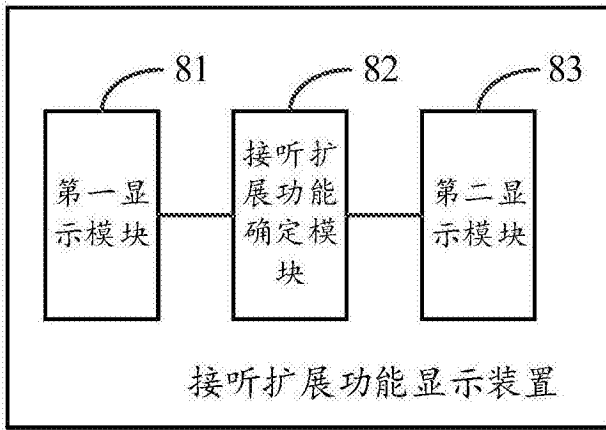 81
82
83
第一显
示模块
接听扩
展功能
确定模
块
第二显
示模块
接听扩展功能显示装置